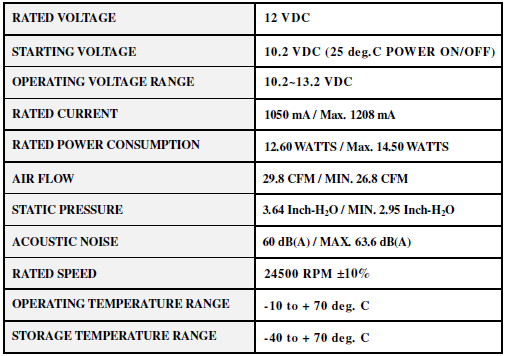 RATED VOLTAGE 12 VDC
STARTING VOLTAGE 10.2 VDC (25 deg.C POWER ON/OFF)
OPERATING VOLTAGE RANGE 10.2~13.2 VDC
RATED CURRENT 1050 mA / Max. 1208 mA
RATED POWER CONSUMPTION 12.60 WATTS / Max. 14.50 WATTS
AIR FLOW 29.8 CFM / MIN. 26.8 CFM
STATIC PRESSURE 3.64 Inch-H₂O / MIN. 2.95 Inch-H₂O
ACOUSTIC NOISE 60 dB(A) / MAX. 63.6 dB(A)
RATED SPEED 24500 RPM ±10%
OPERATING TEMPERATURE RANGE -10 to + 70 deg. C
STORAGE TEMPERATURE RANGE -40 to + 70 deg. C